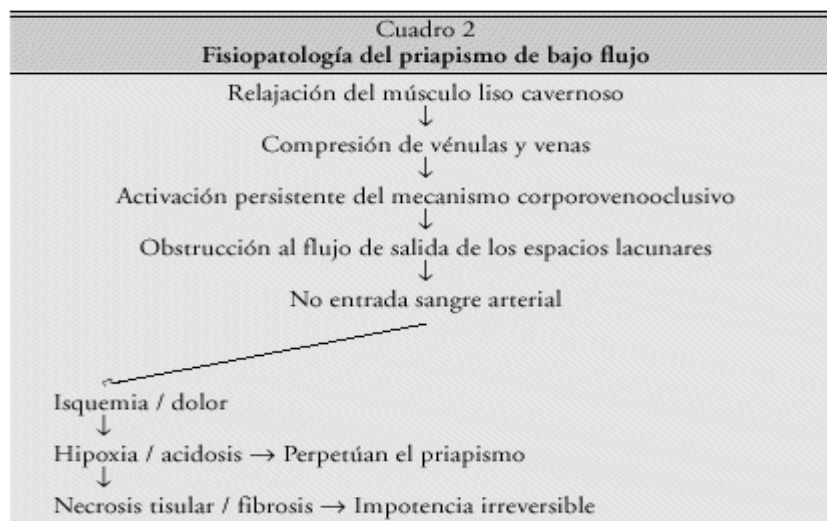 Cuadro 2
Fisiopatología del priapismo de bajo flujo
Relajación del músculo liso cavernoso
↓
Compresión de vénulas y venas
↓
Activación persistente del mecanismo corporovenooclusivo
↓
Obstrucción al flujo de salida de los espacios lacunares
↓
No entrada sangre arterial
Isquemia / dolor
↓
Hipoxia / acidosis → Perpetúan el priapismo
↓
Necrosis tisular / fibrosis → Impotencia irreversible